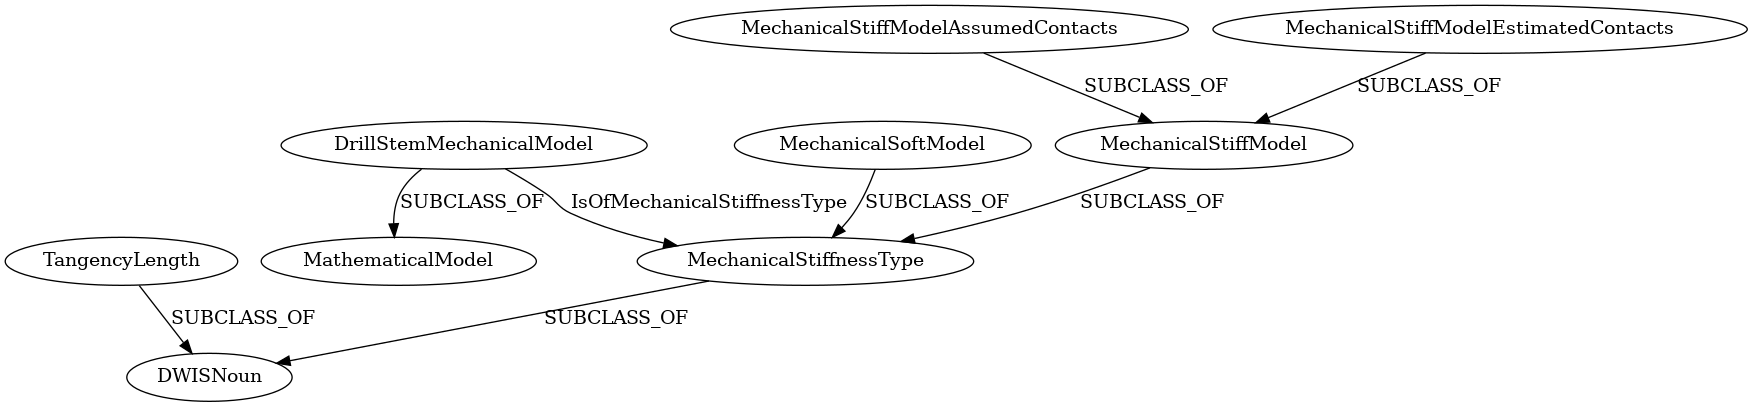 MechanicalStiffModelAssumedContacts
MechanicalStiffModelEstimatedContacts
SUBCLASS_OF
SUBCLASS_OF
DrillStemMechanicalModel
MechanicalSoftModel
MechanicalStiffModel
SUBCLASS_OF
IsOfMechanicalStiffnessType
SUBCLASS_OF
SUBCLASS_OF
TangencyLength
MathematicalModel
MechanicalStiffnessType
SUBCLASS_OF
SUBCLASS_OF
DWISNoun